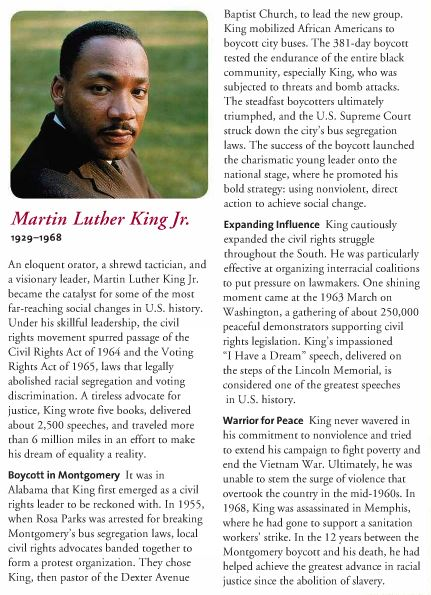 Martin Luther King Jr.
1929–1968
An eloquent orator, a shrewd tactician, and
a visionary leader, Martin Luther King Jr.
became the catalyst for some of the most
far-reaching social changes in U.S. history.
Under his skillful leadership, the civil
rights movement spurred passage of the
Civil Rights Act of 1964 and the Voting
Rights Act of 1965, laws that legally
abolished racial segregation and voting
discrimination. A tireless advocate for
justice, King wrote five books, delivered
about 2,500 speeches, and traveled more
than 6 million miles in an effort to make
his dream of equality a reality.
Boycott in Montgomery It was in
Alabama that King first emerged as a civil
rights leader to be reckoned with. In 1955,
when Rosa Parks was arrested for breaking
Montgomery's bus segregation laws, local
civil rights advocates banded together to
form a protest organization. They chose
King, then pastor of the Dexter Avenue
Baptist Church, to lead the new group.
King mobilized African Americans to
boycott city buses. The 381-day boycott
tested the endurance of the entire black
community, especially King, who was
subjected to threats and bomb attacks.
The steadfast boycotters ultimately
triumphed, and the U.S. Supreme Court
struck down the city's bus segregation
laws. The success of the boycott launched
the charismatic young leader onto the
national stage, where he promoted his
bold strategy: using nonviolent, direct
action to achieve social change.
Expanding Influence King cautiously
expanded the civil rights struggle
throughout the South. He was particularly
effective at organizing interracial coalitions
to put pressure on lawmakers. One shining
moment came at the 1963 March on
Washington, a gathering of about 250,000
peaceful demonstrators supporting civil
rights legislation. King's impassioned
"I Have a Dream" speech, delivered on
the steps of the Lincoln Memorial, is
considered one of the greatest speeches
in U.S. history.
Warrior for Peace King never wavered in
his commitment to nonviolence and tried
to extend his campaign to fight poverty and
end the Vietnam War. Ultimately, he was
unable to stem the surge of violence that
overtook the country in the mid-1960s. In
1968, King was assassinated in Memphis,
where he had gone to support a sanitation
workers' strike. In the 12 years between the
Montgomery boycott and his death, he had
helped achieve the greatest advance in racial
justice since the abolition of slavery.